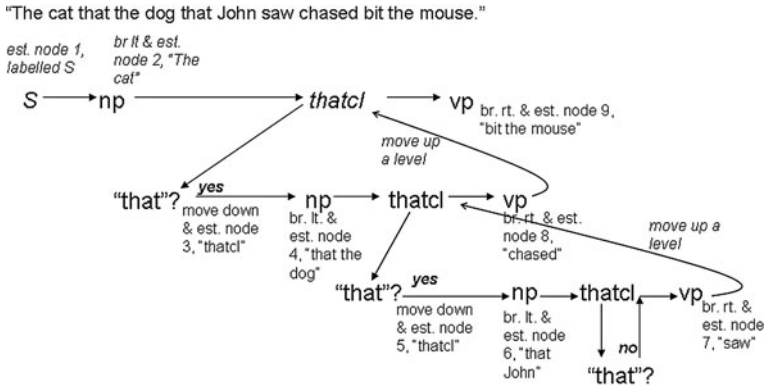 "The cat that the dog that John saw chased bit the mouse."
est. node 1,
labelled S
br lt & est.
node 2, "The
cat"
S np thatcl vp
br. rt. & est. node 9,
"bit the mouse"
move up
a level
"that"? yes np thatcl vp
move down
& est. node
3, "thatcl"
br. lt. &
est. node
4, "that the
dog"
br. rt. & est.
node 8,
"chased"
move up a
level
"that"? yes np thatcl vp
move down
& est. node
5, "thatcl"
br. lt. &
est. node
6, "that
John"
br. rt. &
est. node
7, "saw"
no
"that"?